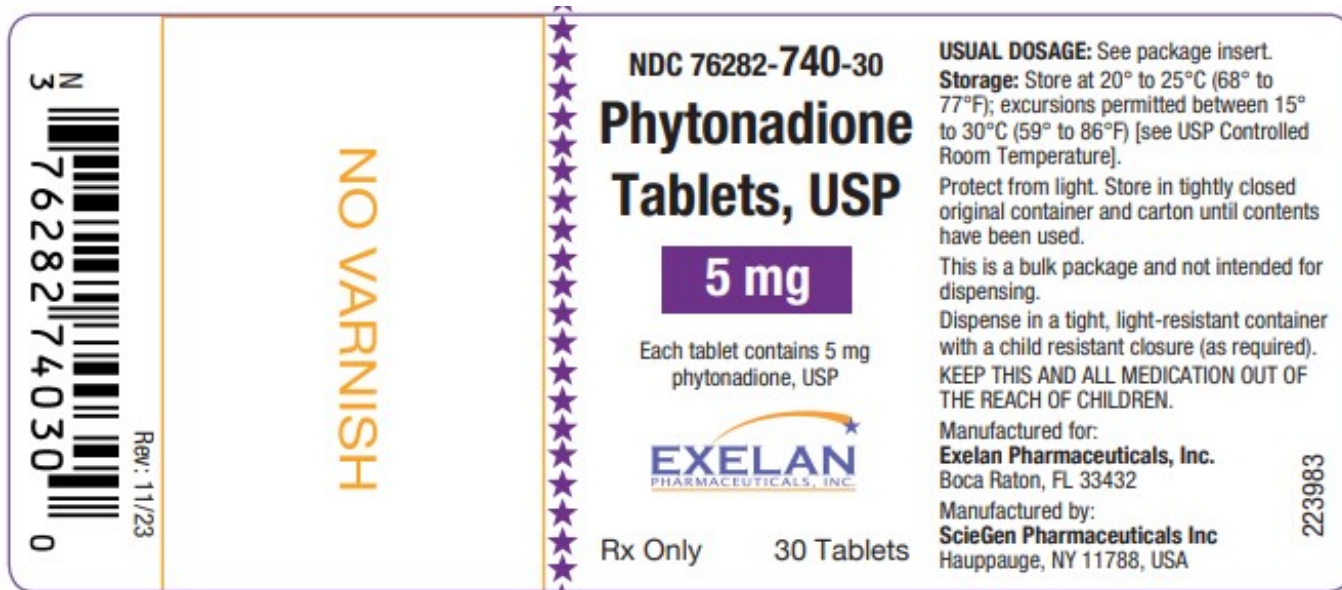 N
3 76282 74030 0
Rev: 11/23
NO VARNISH
NDC 76282-740-30
Phytonadione
Tablets, USP
5 mg
Each tablet contains 5 mg
phytonadione, USP
EXELAN
PHARMACEUTICALS, INC.
Rx Only 30 Tablets
USUAL DOSAGE: See package insert.
Storage: Store at 20° to 25°C (68° to
77°F); excursions permitted between 15°
to 30°C (59° to 86°F) [see USP Controlled
Room Temperature].
Protect from light. Store in tightly closed
original container and carton until contents
have been used.
This is a bulk package and not intended for
dispensing.
Dispense in a tight, light-resistant container
with a child resistant closure (as required).
KEEP THIS AND ALL MEDICATION OUT OF
THE REACH OF CHILDREN.
Manufactured for:
Exelan Pharmaceuticals, Inc.
Boca Raton, FL 33432
Manufactured by:
ScieGen Pharmaceuticals Inc
Hauppauge, NY 11788, USA
223983